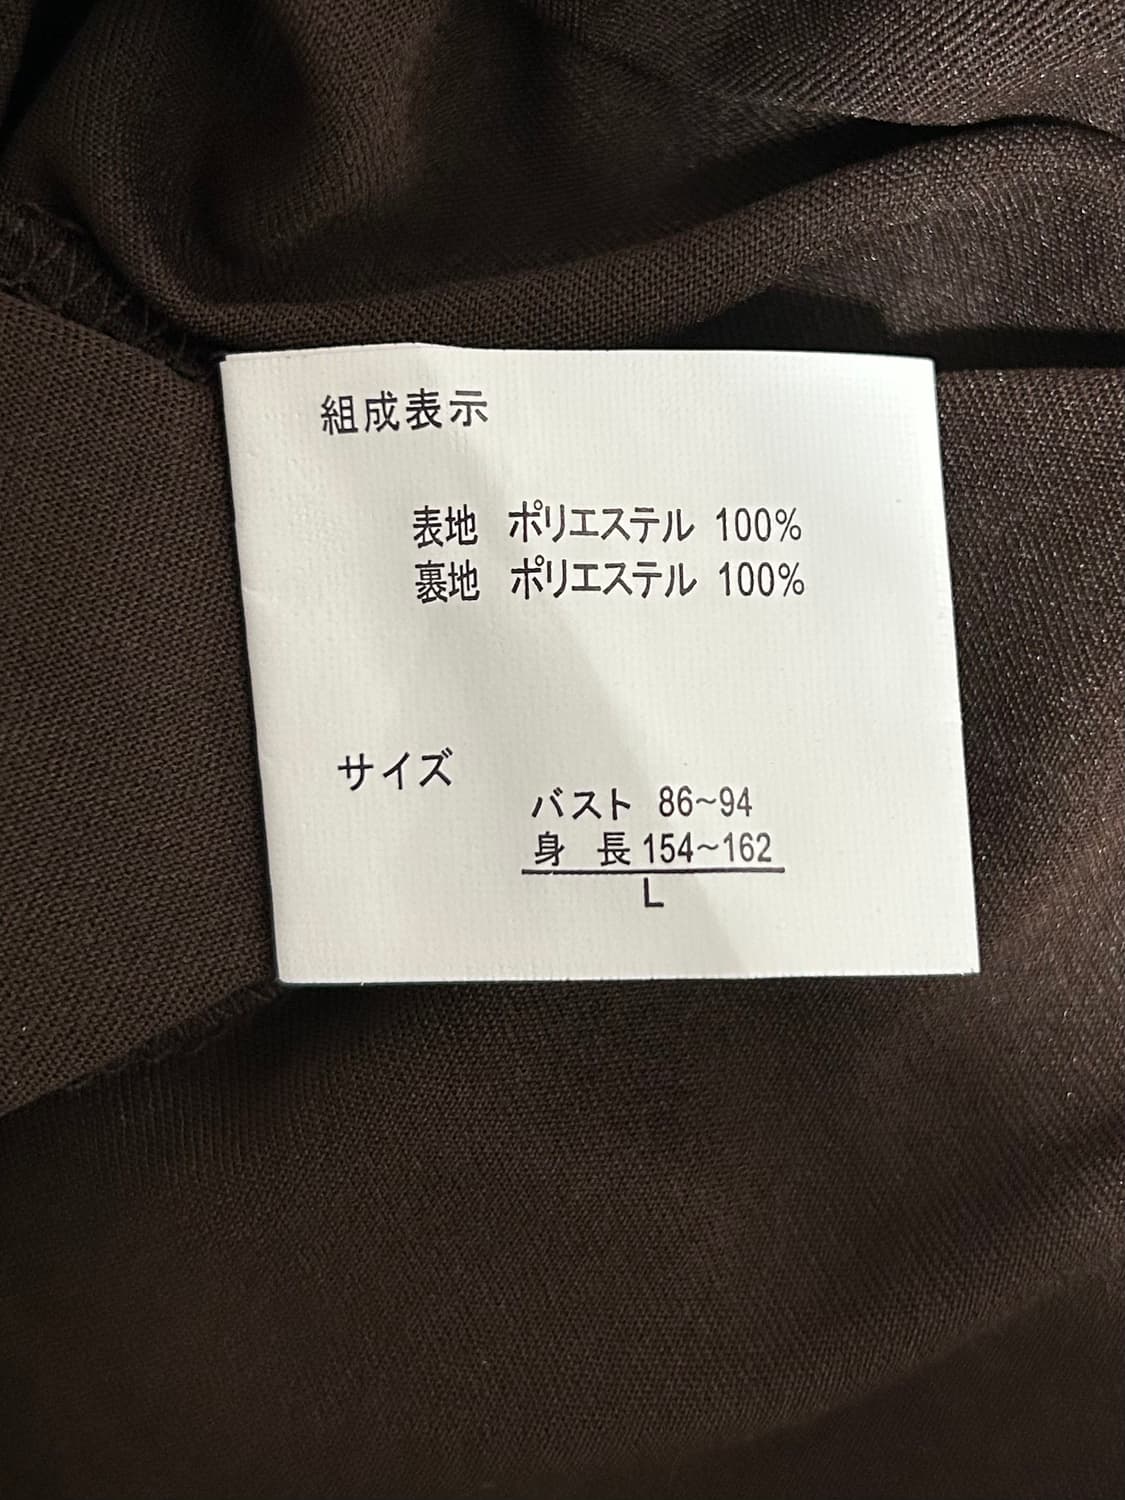 組成表示
表地 ポリエステル 100%
裏地 ポリエステル 100%
サイズ
バスト 86~94
身 長 154~162
L